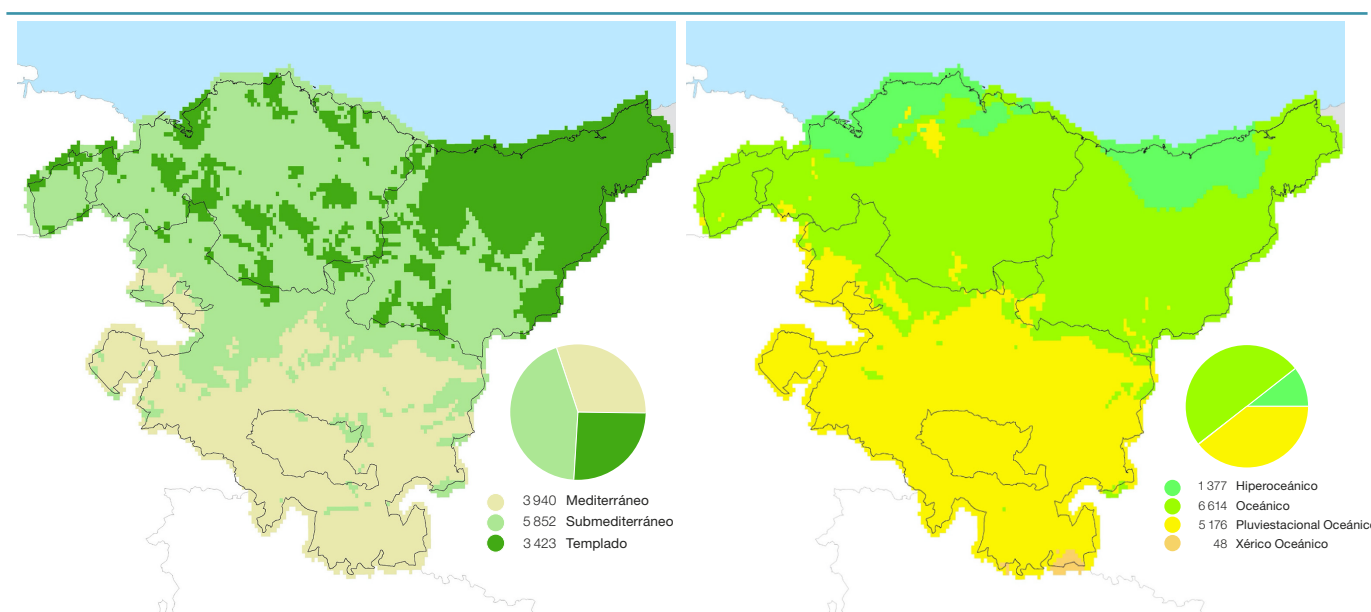 3 940 Mediterráneo
5 852 Submediterráneo
3 423 Templado
1 377 Hiperoceánico
6 614 Oceánico
5 176 Pluviestacional Oceánic
48 Xérico Oceánico